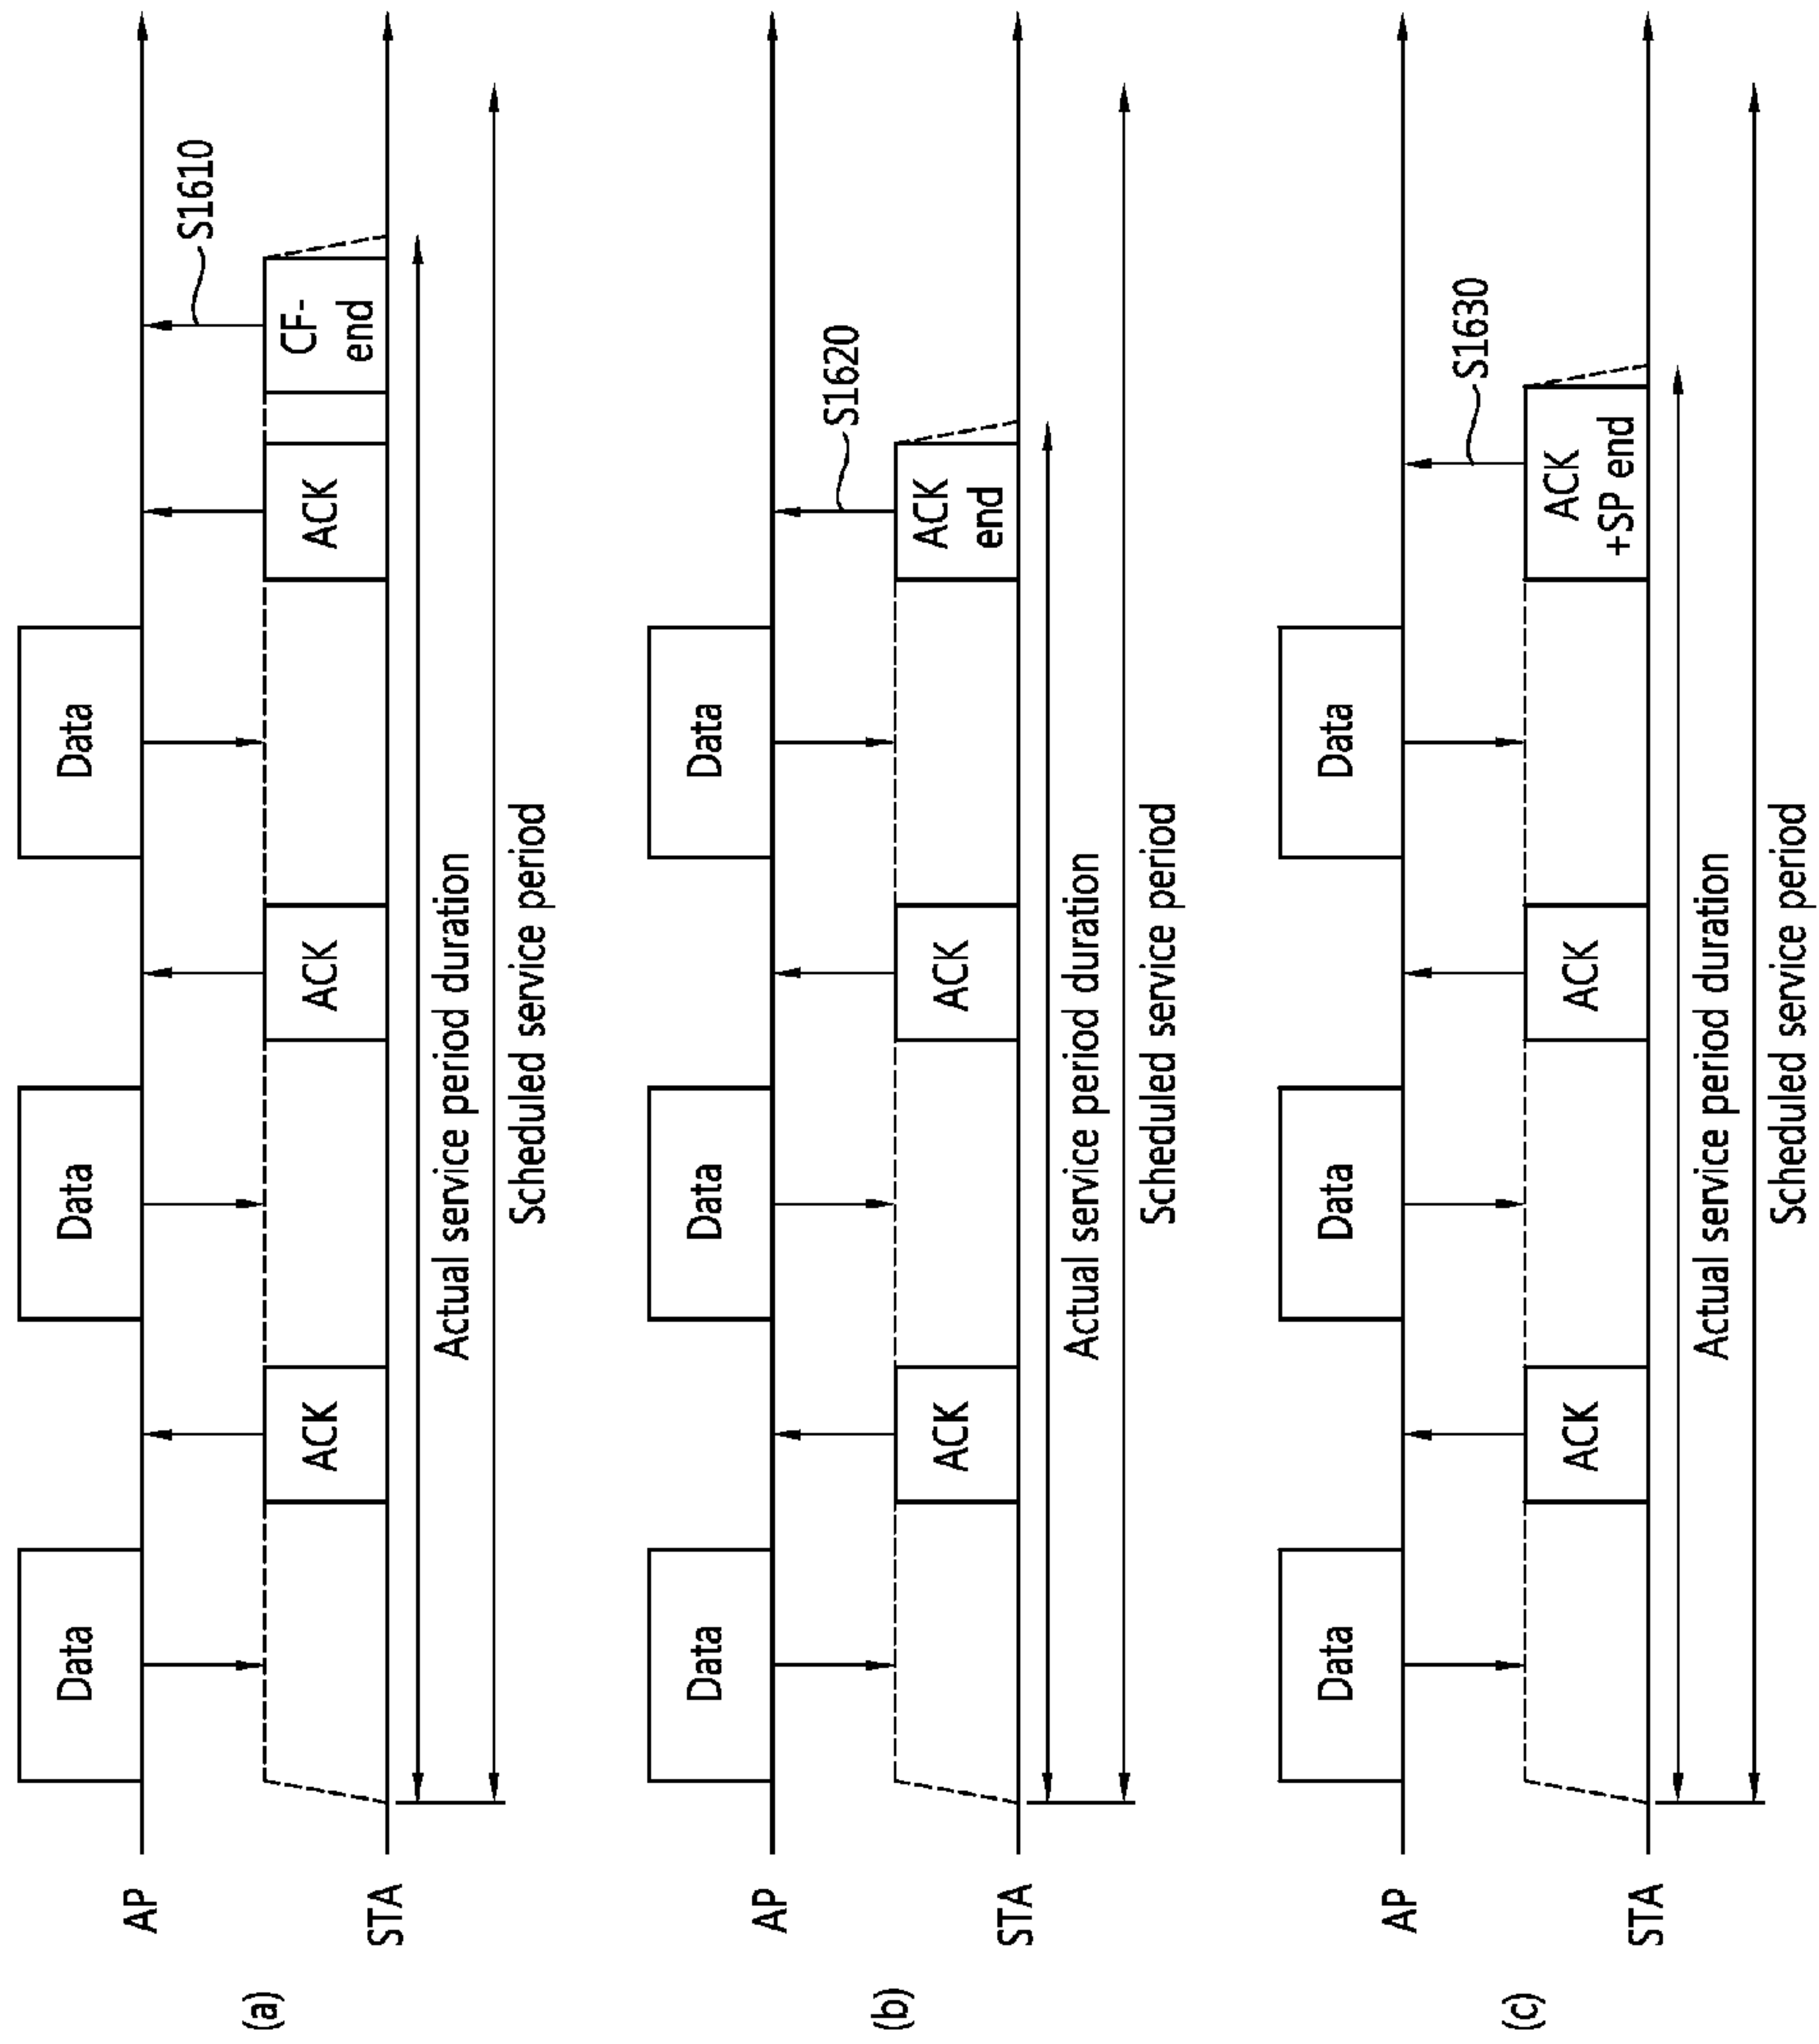 (a)
AP
Data
Data
Data
S1610
STA
ACK
ACK
ACK
CF-
end
Actual service period duration
Scheduled service period
(b)
AP
Data
Data
Data
S1620
STA
ACK
ACK
ACK
end
Actual service period duration
Scheduled service period
(c)
AP
Data
Data
Data
S1630
STA
ACK
ACK
ACK
+SP end
Actual service period duration
Scheduled service period